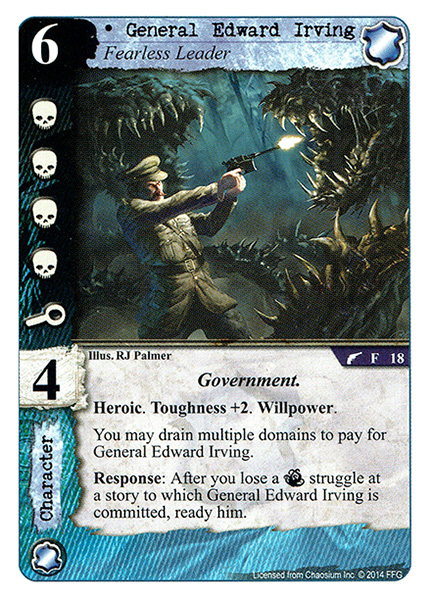 6
• General Edward Irving
Fearless Leader
Illus. RJ Palmer
F 18
4
Government.
Heroic. Toughness +2. Willpower.
You may drain multiple domains to pay for
General Edward Irving.
Response: After you lose a struggle at
a story to which General Edward Irving is
committed, ready him.
Character
Licensed from Chaosium Inc. © 2014 FFG